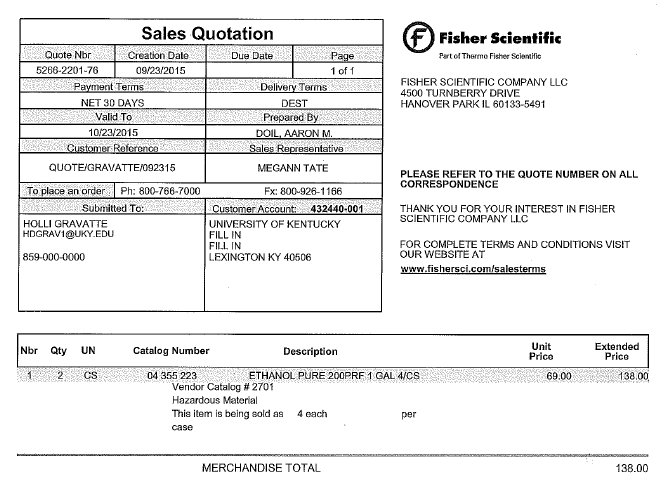 Sales Quotation
Quote Nbr Creation Date Due Date Page
5266-2201-76 09/23/2015 1 of 1
Payment Terms Delivery Terms
NET 30 DAYS DEST
Valid To Prepared By
10/23/2015 DOIL, AARON M.
Customer Reference Sales Representative
QUOTE/GRAVATTE/092315 MEGANN TATE
To place an order Ph: 800-766-7000 Fx: 800-926-1166
Submitted To: Customer Account: 432440-001
HOLLI GRAVATTE UNIVERSITY OF KENTUCKY
HDGRAV1@UKY.EDU FILL IN
FILL IN
859-000-0000 LEXINGTON KY 40506
Fisher Scientific
Part of Thermo Fisher Scientific
FISHER SCIENTIFIC COMPANY LLC
4500 TURNBERRY DRIVE
HANOVER PARK IL 60133-5491
PLEASE REFER TO THE QUOTE NUMBER ON ALL
CORRESPONDENCE
THANK YOU FOR YOUR INTEREST IN FISHER
SCIENTIFIC COMPANY LLC
FOR COMPLETE TERMS AND CONDITIONS VISIT
OUR WEBSITE AT
www.fishersci.com/salesterms
Nbr Qty UN Catalog Number Description Unit Price Extended Price
1 2 CS 04 355 223 ETHANOL PURE 200PRF 1 GAL 4/CS 69.00 138.00
Vendor Catalog # 2701
Hazardous Material
This item is being sold as 4 each per
case
MERCHANDISE TOTAL 138.00